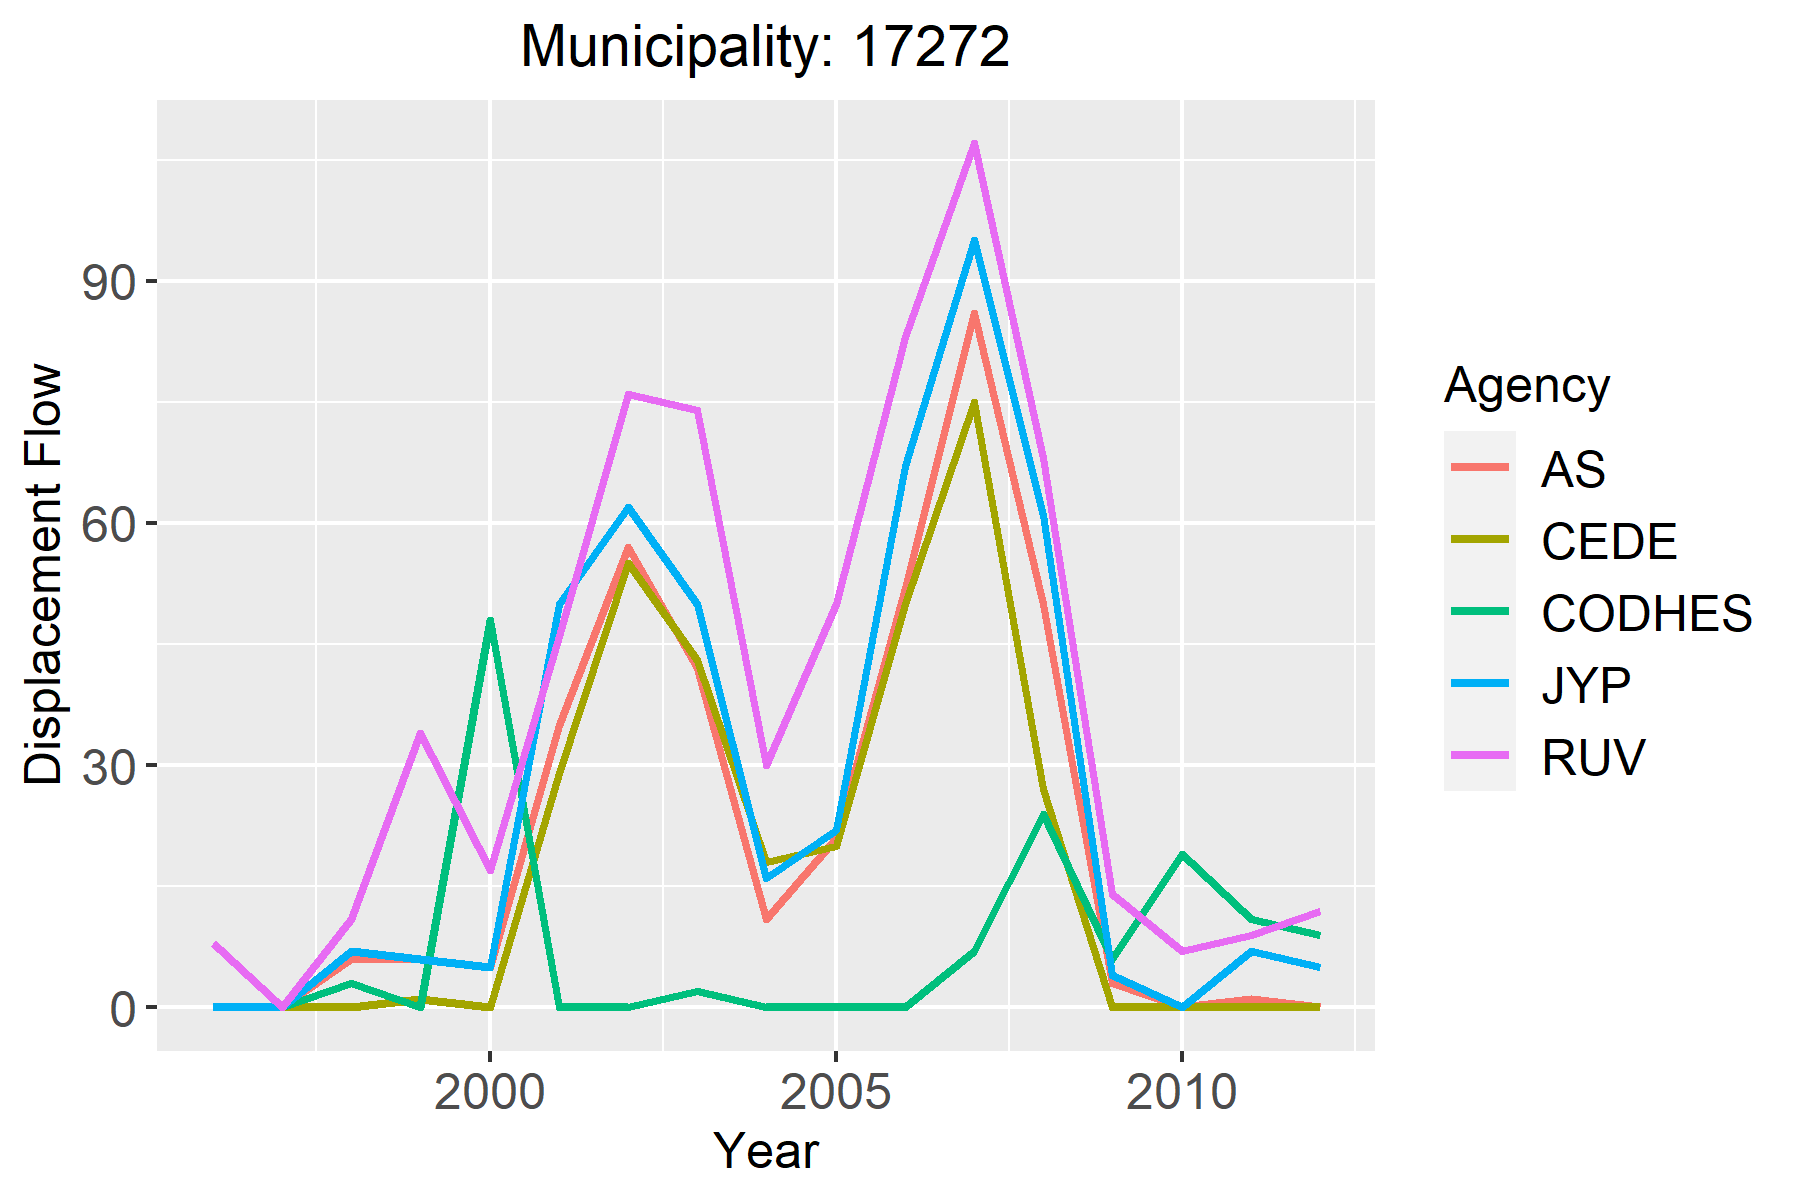 Municipality: 17272
Displacement Flow
90
60
30
0
2000 2005 2010
Year
Agency
AS
CEDE
CODHES
JYP
RUV